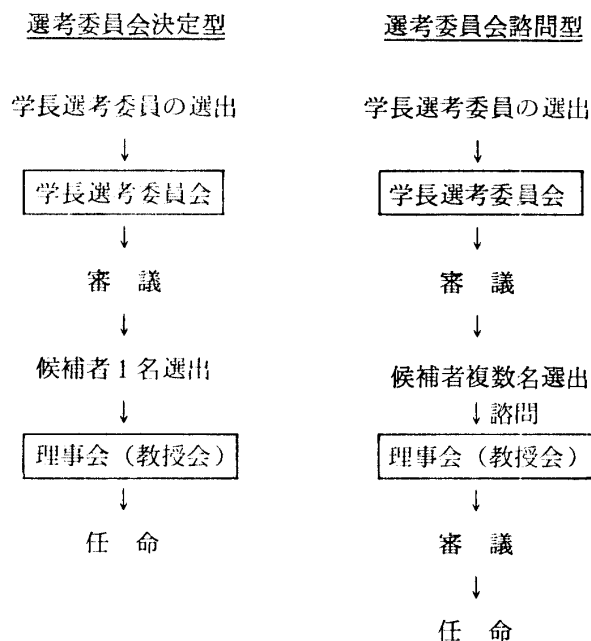 選考委員会決定型
学長選考委員の選出
↓
学長選考委員会
↓
審 議
↓
候補者1名選出
↓
理事会（教授会）
↓
任 命
選考委員会諮問型
学長選考委員の選出
↓
学長選考委員会
↓
審 議
↓
候補者複数名選出
↓諮問
理事会（教授会）
↓
審 議
↓
任 命